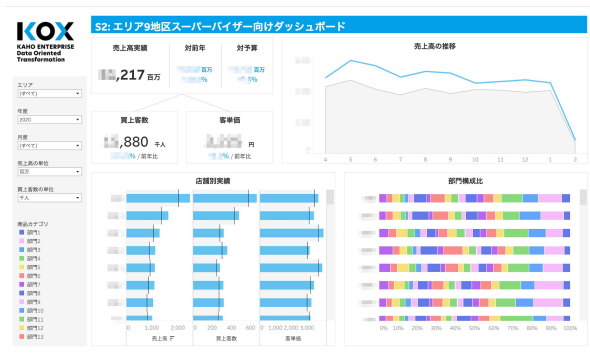 KOX
KAHO ENTERPRISE
Data Oriented
Transformation
S2: エリア9地区スーパーバイザー向けダッシュボード
エリア
(すべて)
年度
2020
月度
(すべて)
売上高の単位
百万
買上客数の単位
千人
商品カテゴリ
部門1
部門2
部門3
部門4
部門5
部門6
部門7
部門8
部門9
部門10
部門11
部門12
部門13
売上高実績 対前年 対予算
,217 百万 百万 百万
% %
買上客数 客単価
,880 千人 円
% / 前年比 % / 前年比
売上高の推移
4 5 6 7 8 9 10 11 12 1 2
店舗別実績
0 1,000 2,000 0 200 400 600 0 1,000 2,000 3,000
売上高 買上客数 客単価
部門構成比
0% 10% 20% 30% 40% 50% 60% 70% 80% 90% 100%